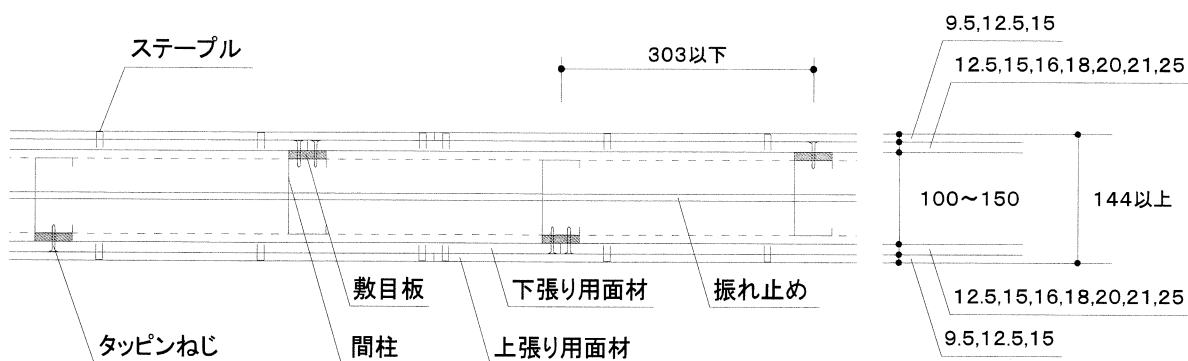 ステープル
303以下
9.5,12.5,15
12.5,15,16,18,20,21,25
100～150
144以上
敷目板
下張り用面材
振れ止め
12.5,15,16,18,20,21,25
タッピンねじ
間柱
上張り用面材
9.5,12.5,15